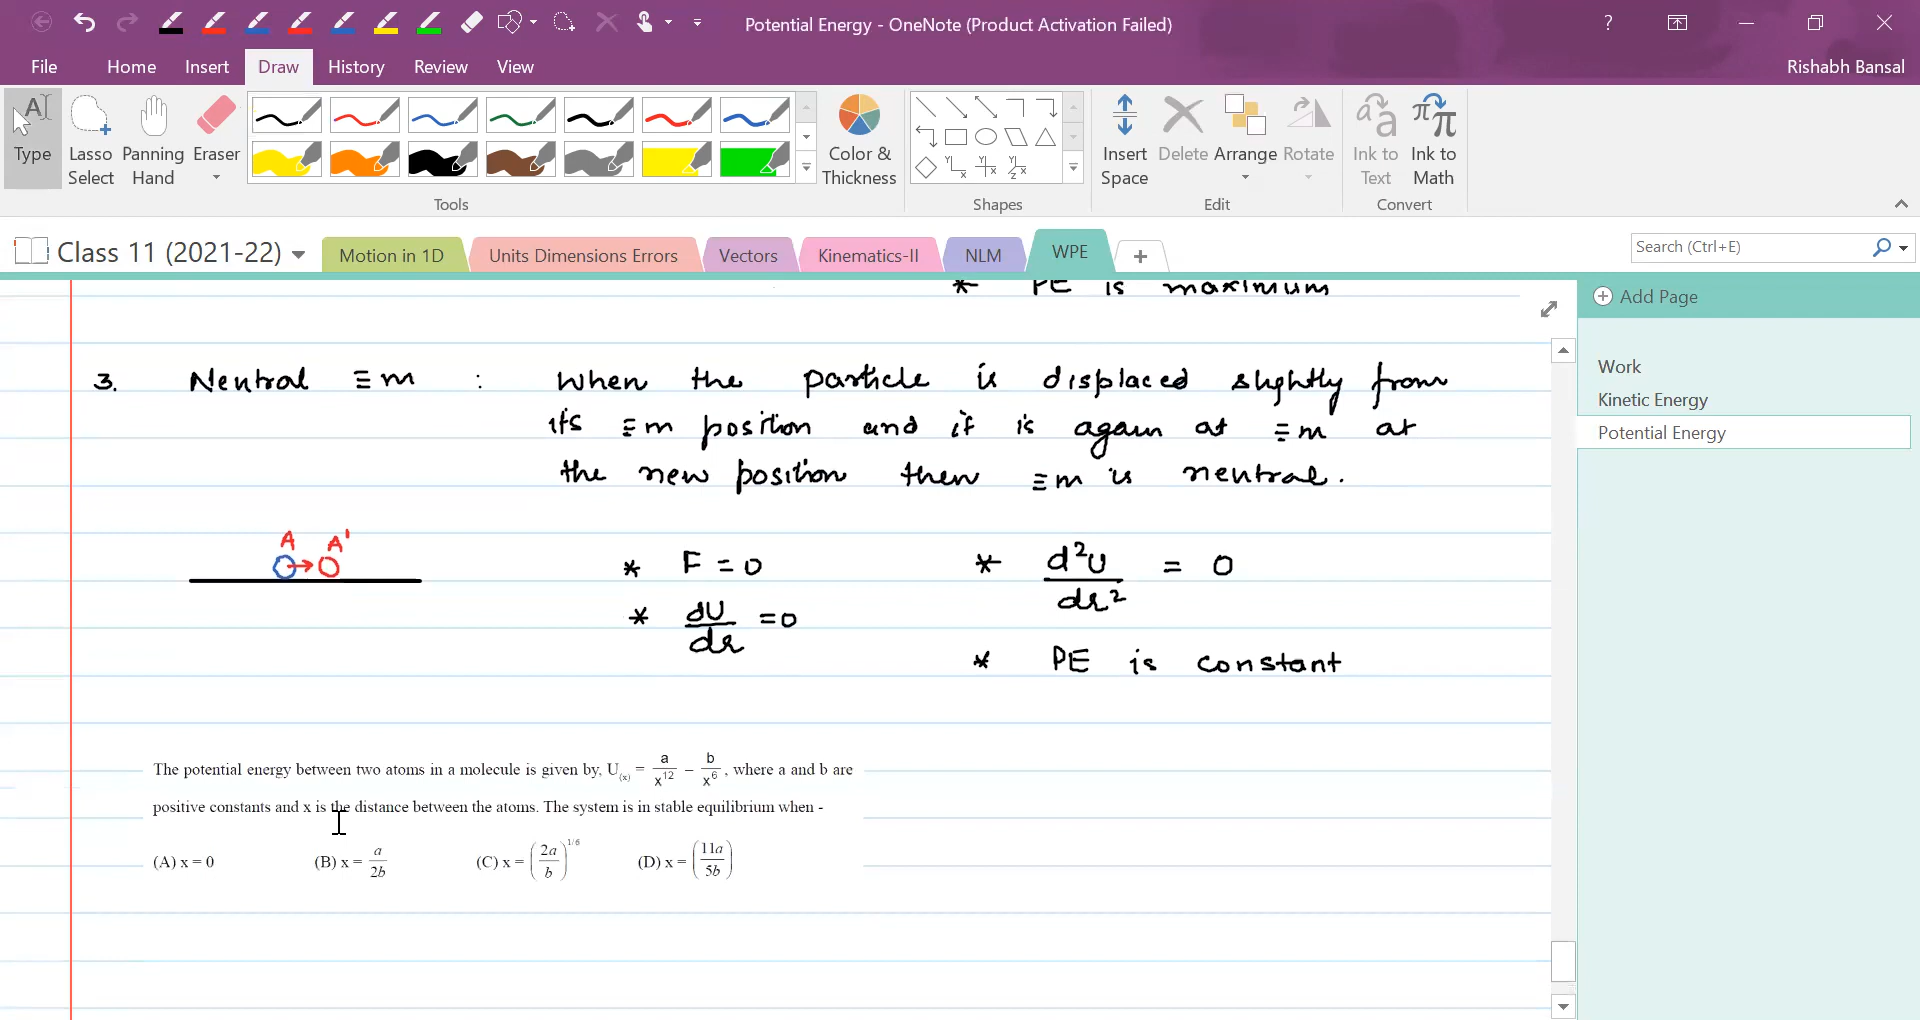 Potential Energy - OneNote (Product Activation Failed)
?
File Home Insert Draw History Review View
Rishabh Bansal
Type
Lasso Select
Panning Hand
Eraser
Color & Thickness
Insert Space
Delete
Arrange
Rotate
Ink to Text
Ink to Math
Tools Shapes Edit Convert
Class 11 (2021-22) Motion in 1D Units Dimensions Errors Vectors Kinematics-II NLM WPE +
Search (Ctrl+E)
Add Page
Work
Kinetic Energy
Potential Energy
* PE is maximum
3. Neutral ≡m : When the particle is displaced slightly from
its ≡m position and if is again at ≡m at
the new position then ≡m is neutral.
A A'
* F = 0 * d²U/dr² = 0
* dU/dr = 0
* PE is constant
The potential energy between two atoms in a molecule is given by, U(x) = a/x¹² − b/x⁶, where a and b are
positive constants and x is the distance between the atoms. The system is in stable equilibrium when -
(A) x = 0 (B) x = a/2b (C) x = (2a/b)^1/6 (D) x = (11a/5b)